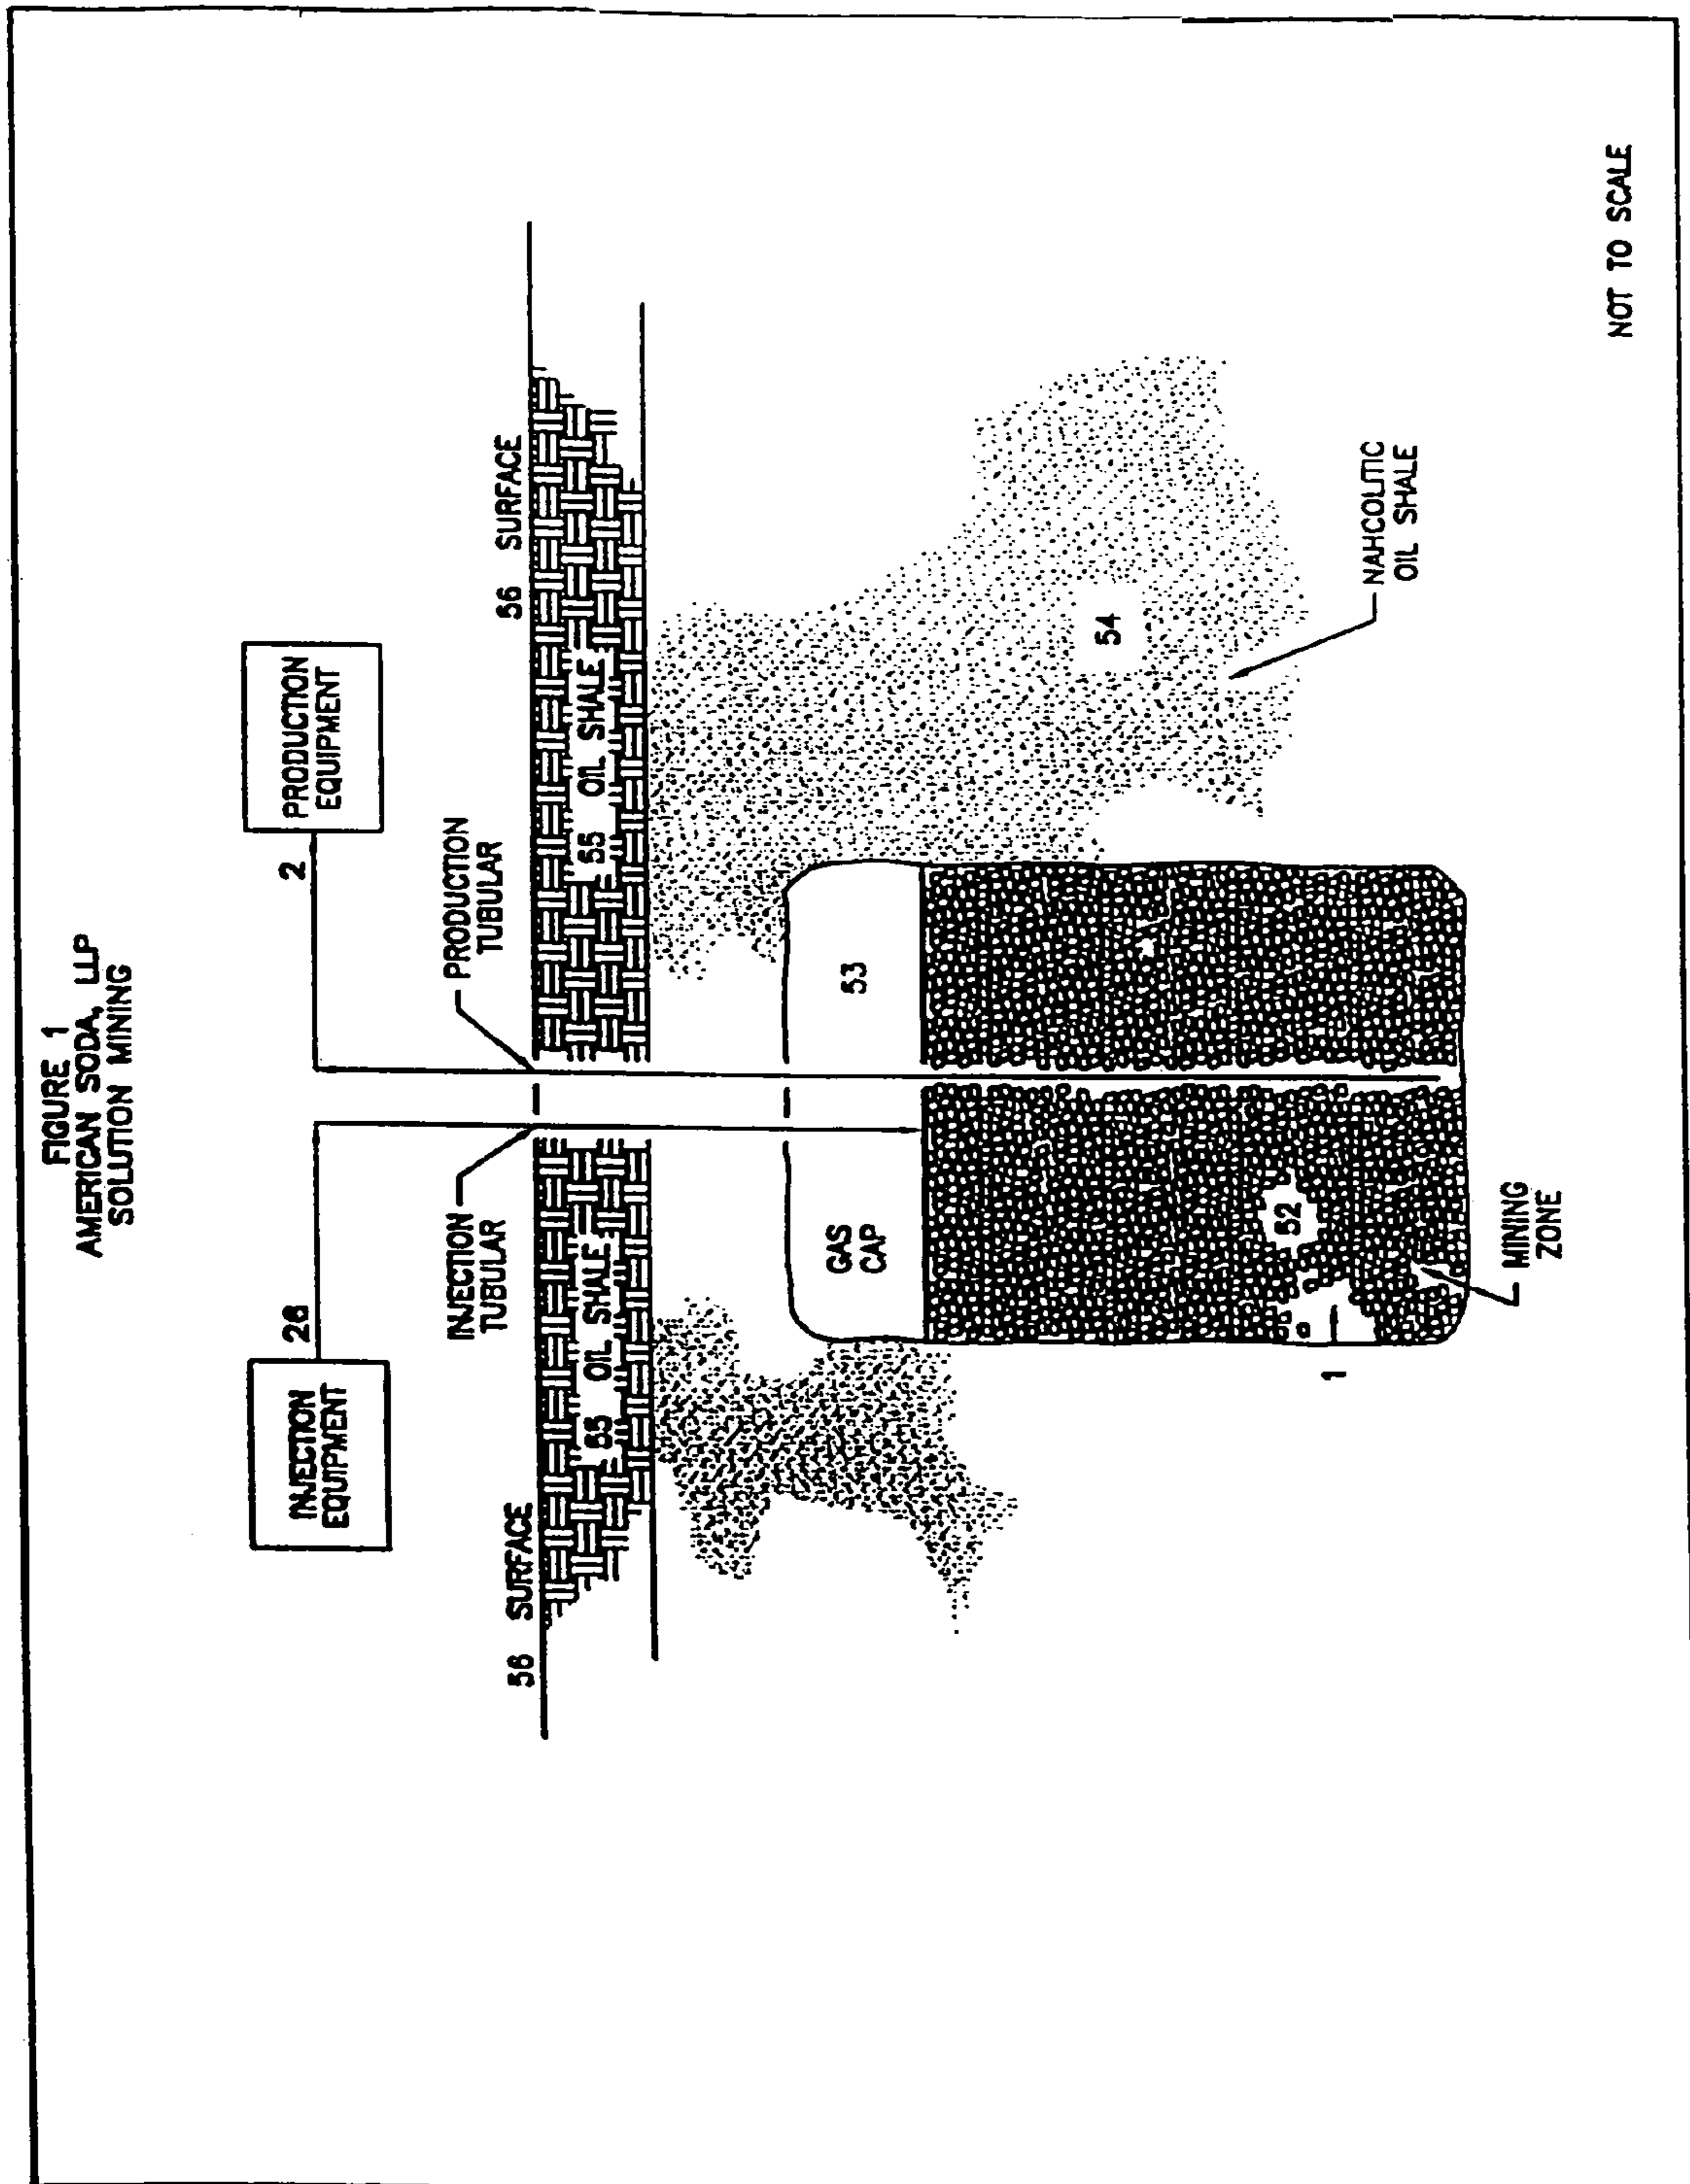 FIGURE 1
AMERICAN SODA, LLP
SOLUTION MINING
INJECTION
EQUIPMENT
26
2
PRODUCTION
EQUIPMENT
INJECTION
TUBULAR
PRODUCTION
TUBULAR
56 SURFACE
56 SURFACE
55 OIL SHALE
55 OIL SHALE
GAS
CAP
53
54
52
1
MINING
ZONE
NAHCOLITIC
OIL SHALE
NOT TO SCALE